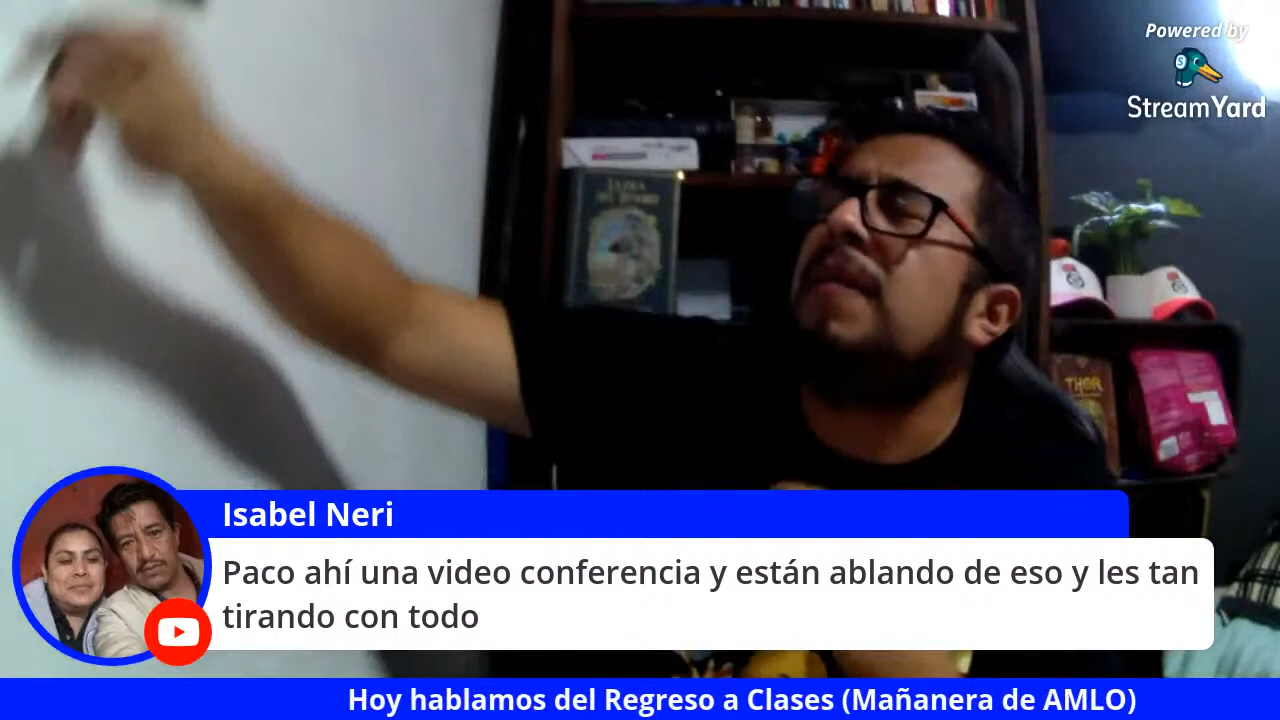 Powered by
StreamYard
THOR
Isabel Neri
Paco ahí una video conferencia y están ablando de eso y les tan
tirando con todo
Hoy hablamos del Regreso a Clases (Mañanera de AMLO)